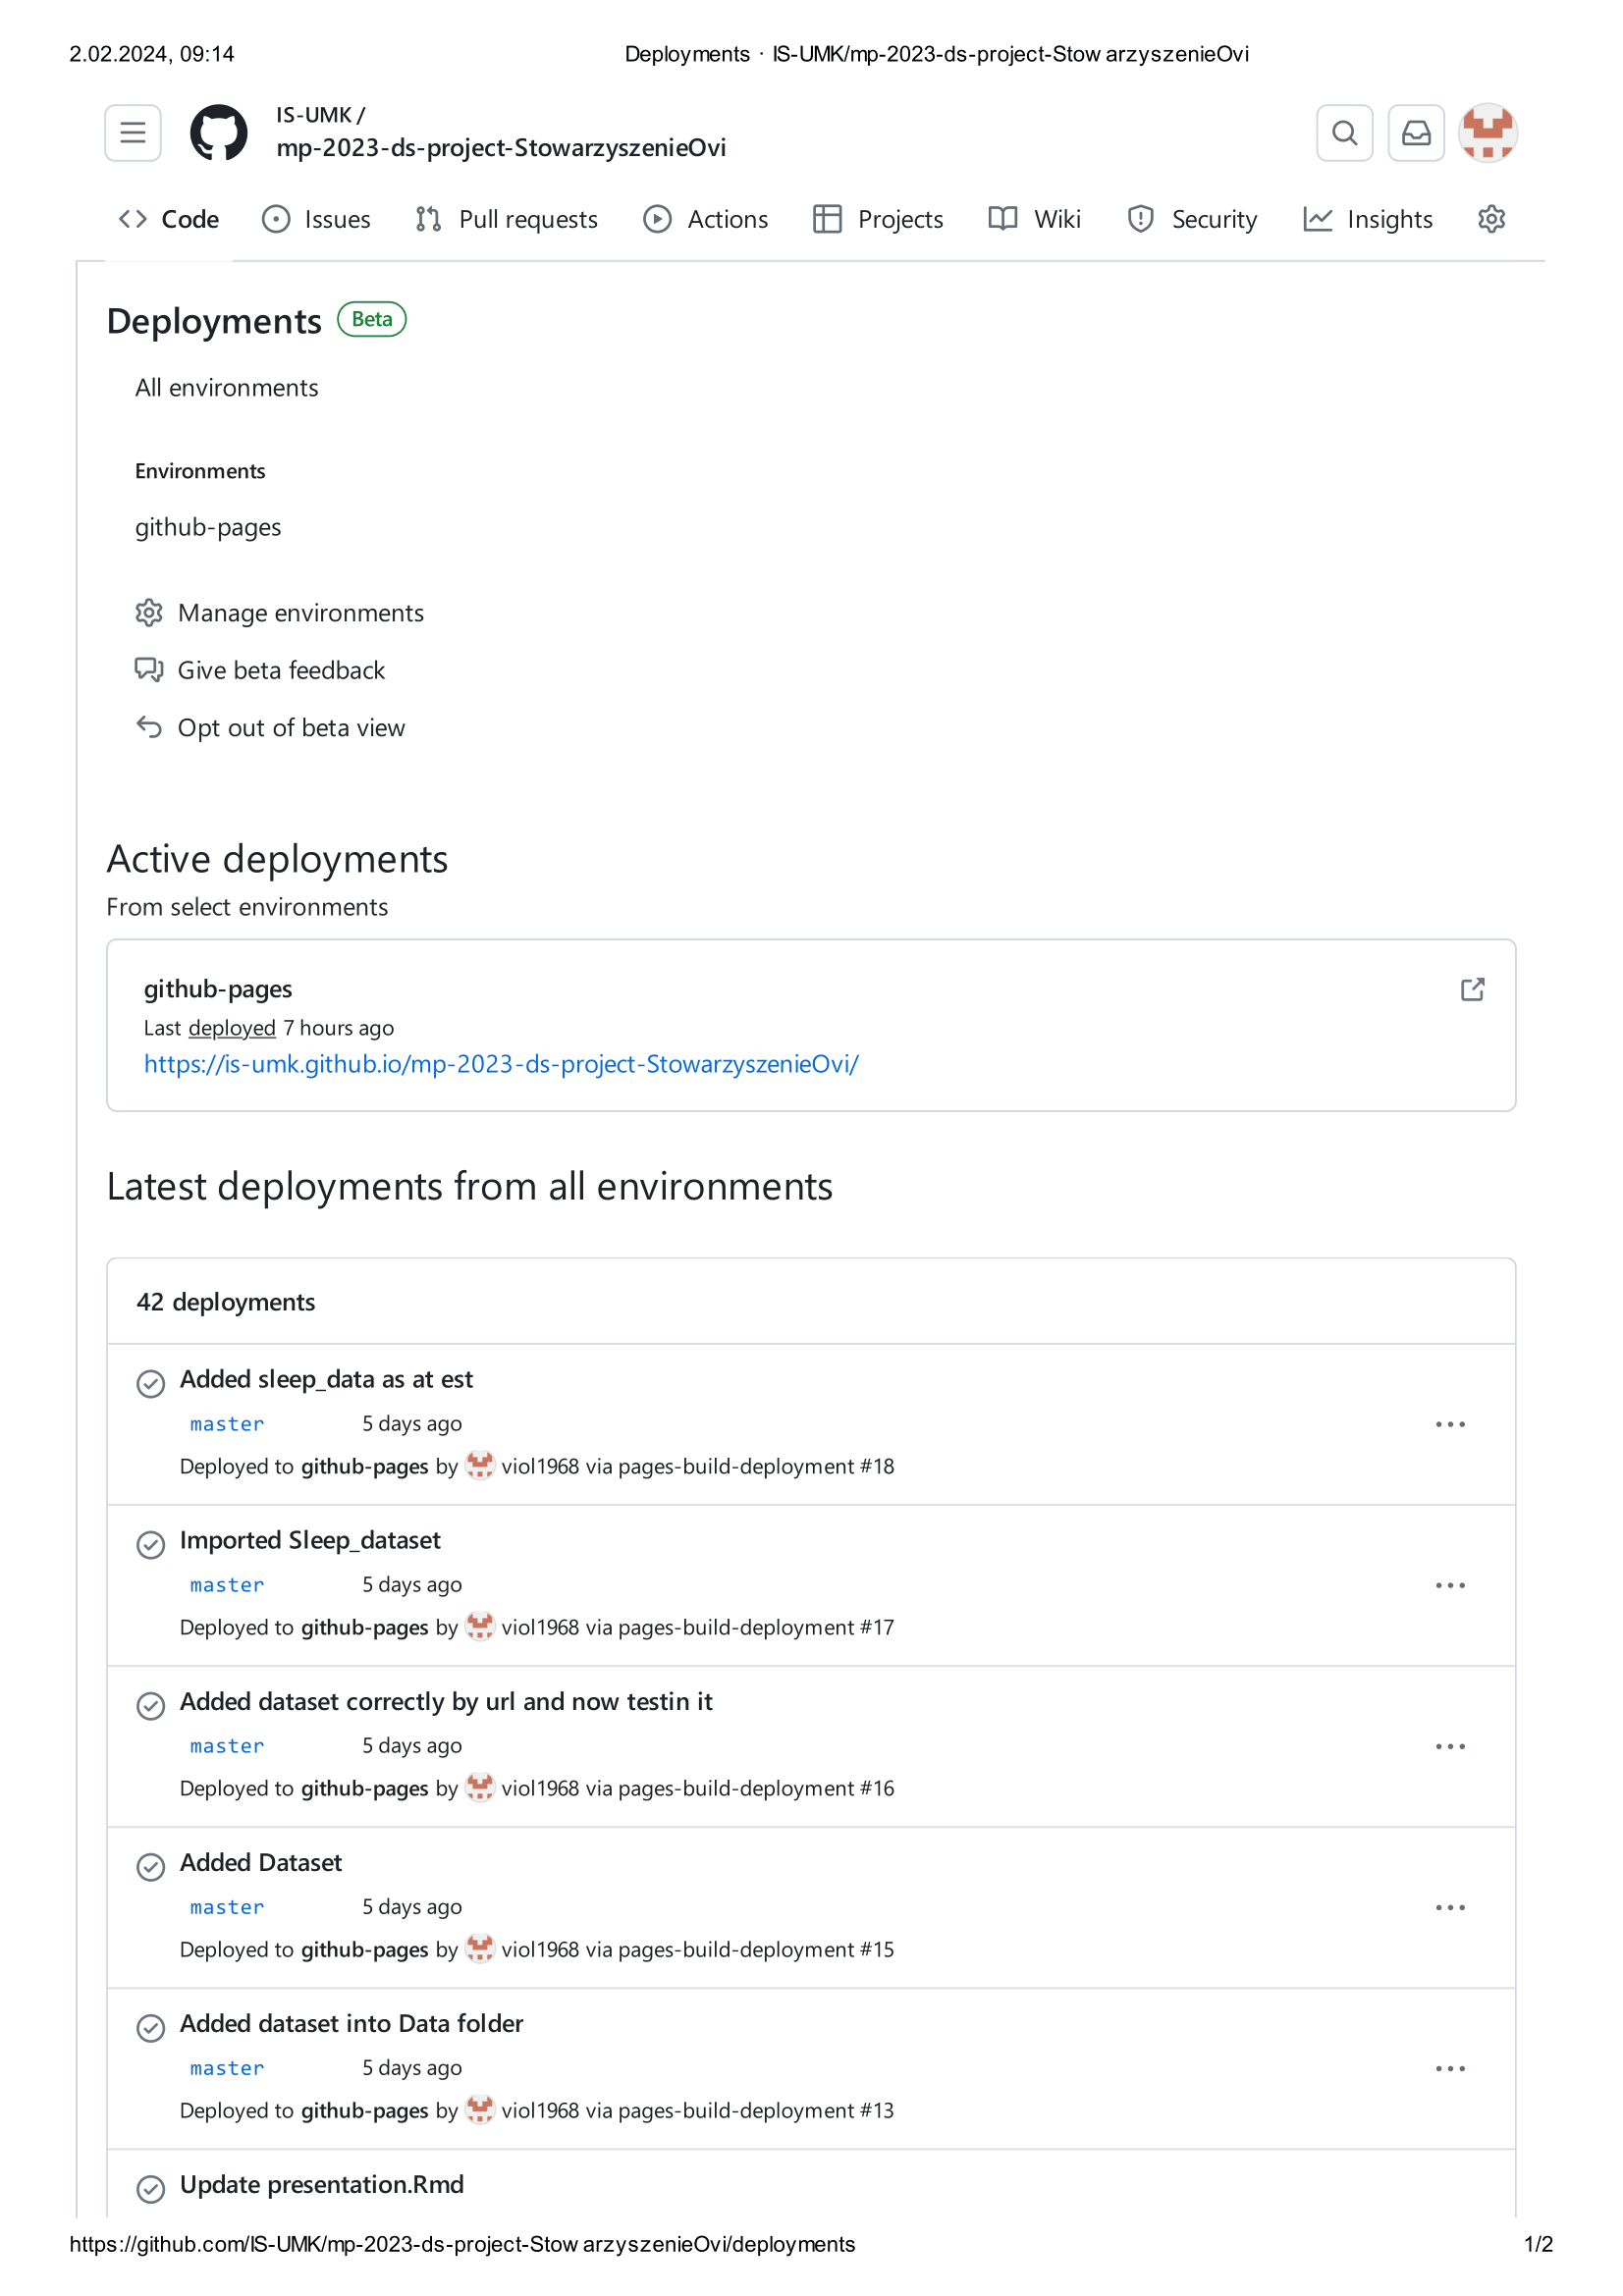 2.02.2024, 09:14
Deployments · IS-UMK/mp-2023-ds-project-Stow arzyszenieOvi
IS-UMK /
mp-2023-ds-project-StowarzyszenieOvi
Code Issues Pull requests Actions Projects Wiki Security Insights
Deployments Beta
All environments
Environments
github-pages
Manage environments
Give beta feedback
Opt out of beta view
Active deployments
From select environments
github-pages
Last deployed 7 hours ago
https://is-umk.github.io/mp-2023-ds-project-StowarzyszenieOvi/
Latest deployments from all environments
42 deployments
Added sleep_data as at est
master 5 days ago
Deployed to github-pages by viol1968 via pages-build-deployment #18
Imported Sleep_dataset
master 5 days ago
Deployed to github-pages by viol1968 via pages-build-deployment #17
Added dataset correctly by url and now testin it
master 5 days ago
Deployed to github-pages by viol1968 via pages-build-deployment #16
Added Dataset
master 5 days ago
Deployed to github-pages by viol1968 via pages-build-deployment #15
Added dataset into Data folder
master 5 days ago
Deployed to github-pages by viol1968 via pages-build-deployment #13
Update presentation.Rmd
https://github.com/IS-UMK/mp-2023-ds-project-Stow arzyszenieOvi/deployments
1/2